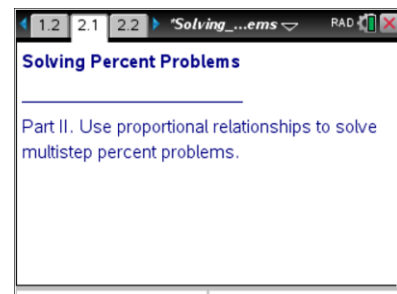 1.2 2.1 2.2 *Solving_...ems RAD
Solving Percent Problems
Part II. Use proportional relationships to solve
multistep percent problems.